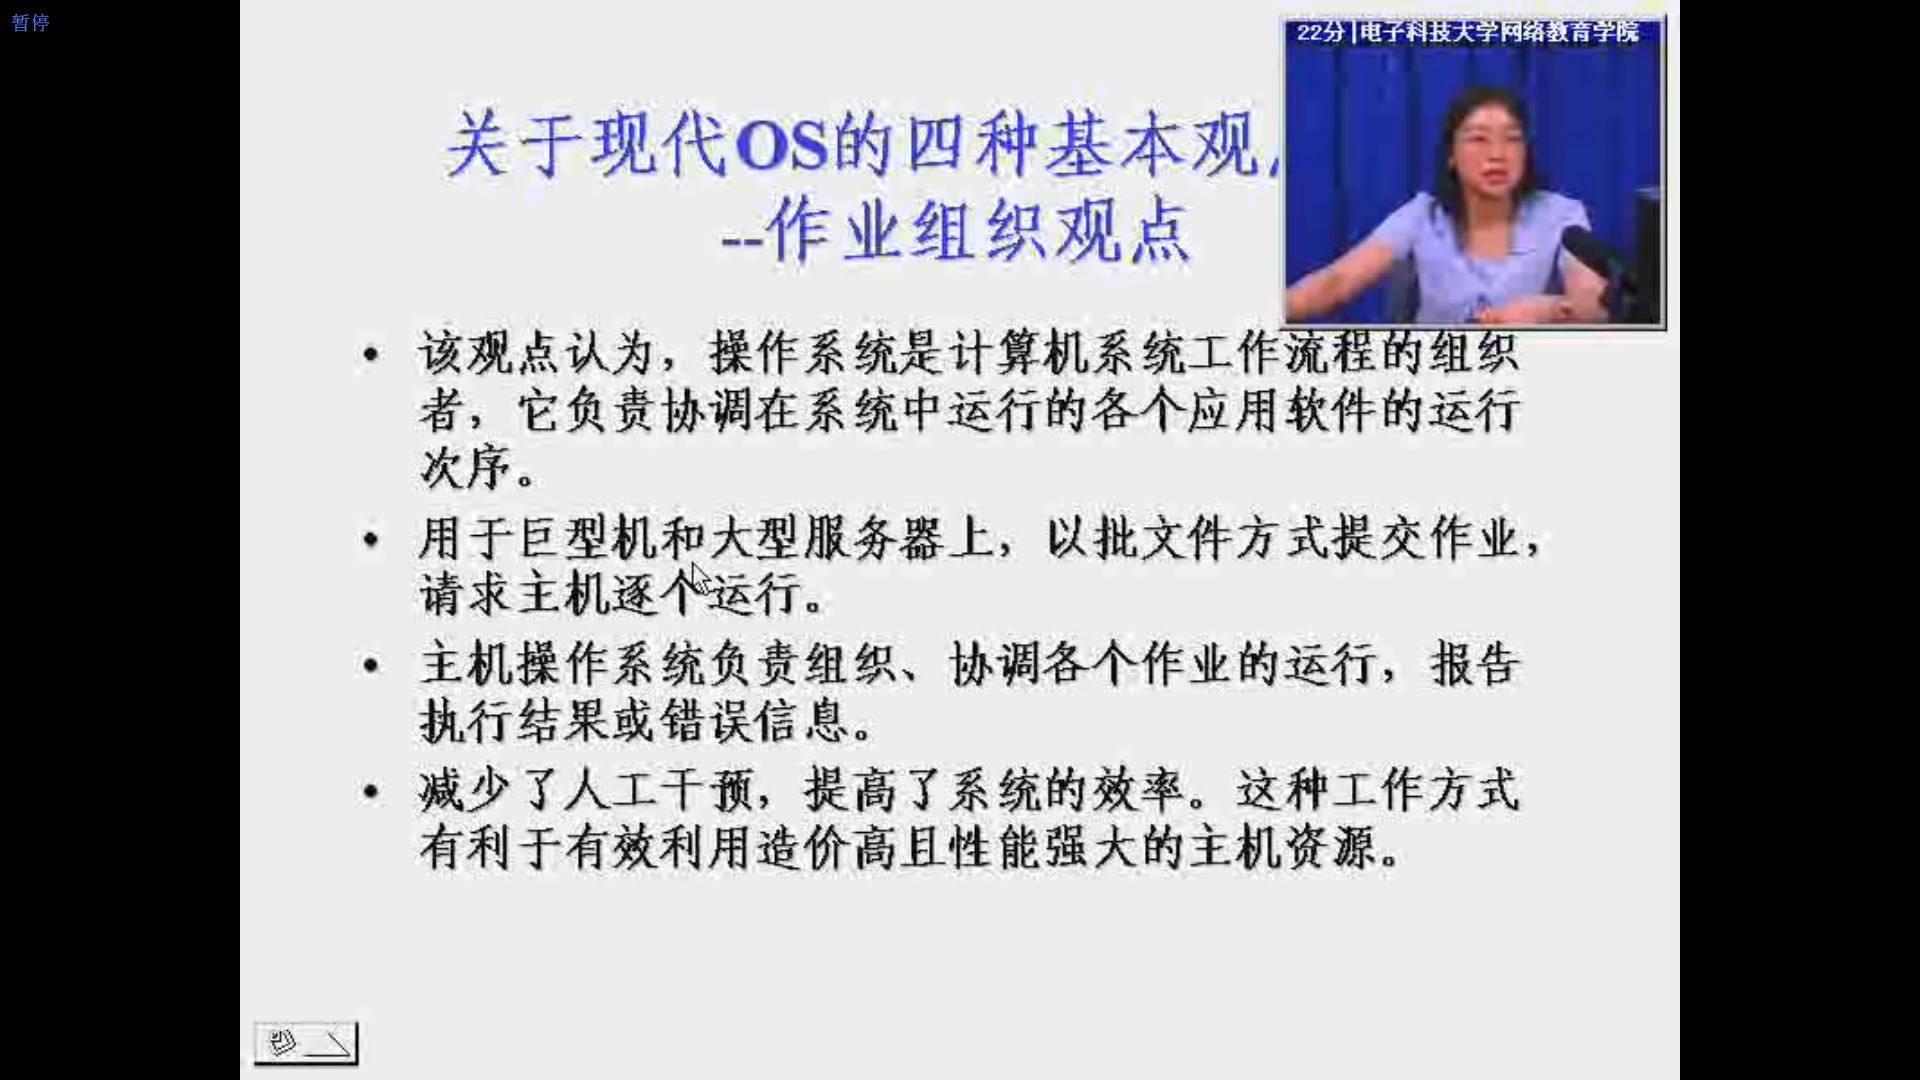 暂停
22分|电子科技大学网络教育学院
关于现代OS的四种基本观
--作业组织观点
• 该观点认为，操作系统是计算机系统工作流程的组织
者，它负责协调在系统中运行的各个应用软件的运行
次序。
• 用于巨型机和大型服务器上，以批文件方式提交作业，
请求主机逐个运行。
• 主机操作系统负责组织、协调各个作业的运行，报告
执行结果或错误信息。
• 减少了人工干预，提高了系统的效率。这种工作方式
有利于有效利用造价高且性能强大的主机资源。